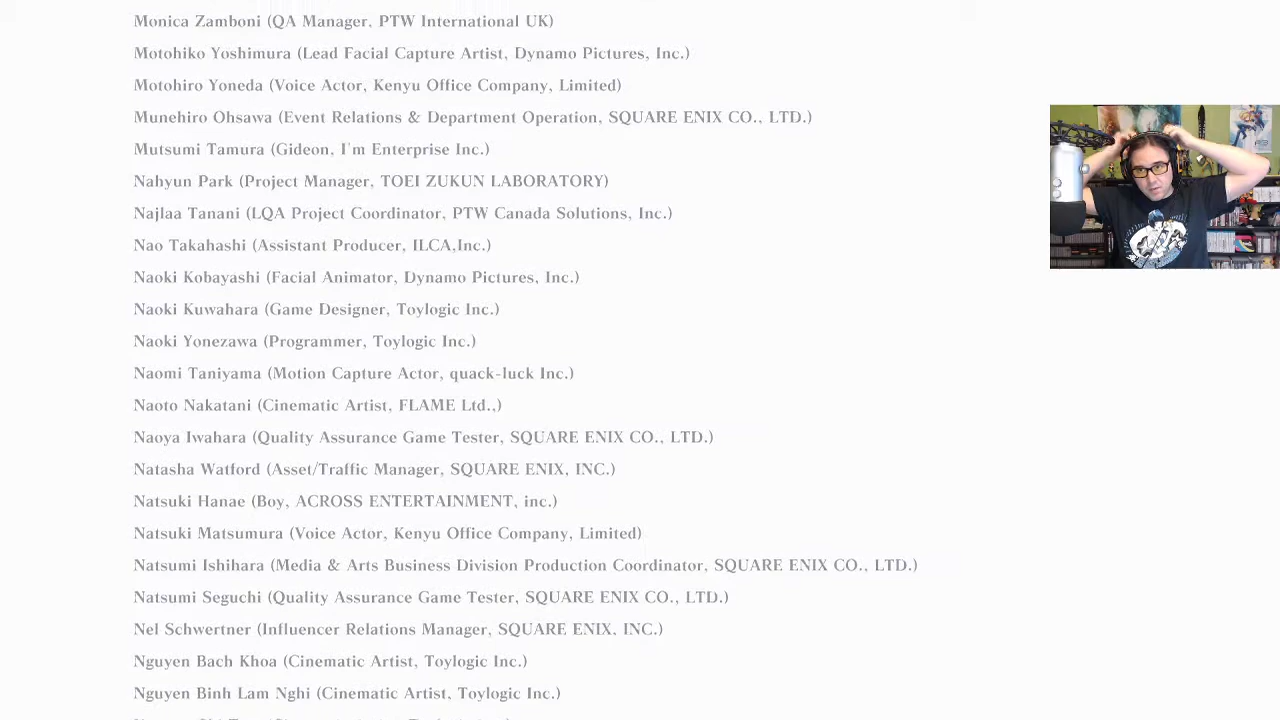 Monica Zamboni (QA Manager, PTW International UK)
Motohiko Yoshimura (Lead Facial Capture Artist, Dynamo Pictures, Inc.)
Motohiro Yoneda (Voice Actor, Kenyu Office Company, Limited)
Munehiro Ohsawa (Event Relations & Department Operation, SQUARE ENIX CO., LTD.)
Mutsumi Tamura (Gideon, I'm Enterprise Inc.)
Nahyun Park (Project Manager, TOEI ZUKUN LABORATORY)
Najlaa Tanani (LQA Project Coordinator, PTW Canada Solutions, Inc.)
Nao Takahashi (Assistant Producer, ILCA,Inc.)
Naoki Kobayashi (Facial Animator, Dynamo Pictures, Inc.)
Naoki Kuwahara (Game Designer, Toylogic Inc.)
Naoki Yonezawa (Programmer, Toylogic Inc.)
Naomi Taniyama (Motion Capture Actor, quack-luck Inc.)
Naoto Nakatani (Cinematic Artist, FLAME Ltd.,)
Naoya Iwahara (Quality Assurance Game Tester, SQUARE ENIX CO., LTD.)
Natasha Watford (Asset/Traffic Manager, SQUARE ENIX, INC.)
Natsuki Hanae (Boy, ACROSS ENTERTAINMENT, inc.)
Natsuki Matsumura (Voice Actor, Kenyu Office Company, Limited)
Natsumi Ishihara (Media & Arts Business Division Production Coordinator, SQUARE ENIX CO., LTD.)
Natsumi Seguchi (Quality Assurance Game Tester, SQUARE ENIX CO., LTD.)
Nel Schwertner (Influencer Relations Manager, SQUARE ENIX, INC.)
Nguyen Bach Khoa (Cinematic Artist, Toylogic Inc.)
Nguyen Binh Lam Nghi (Cinematic Artist, Toylogic Inc.)